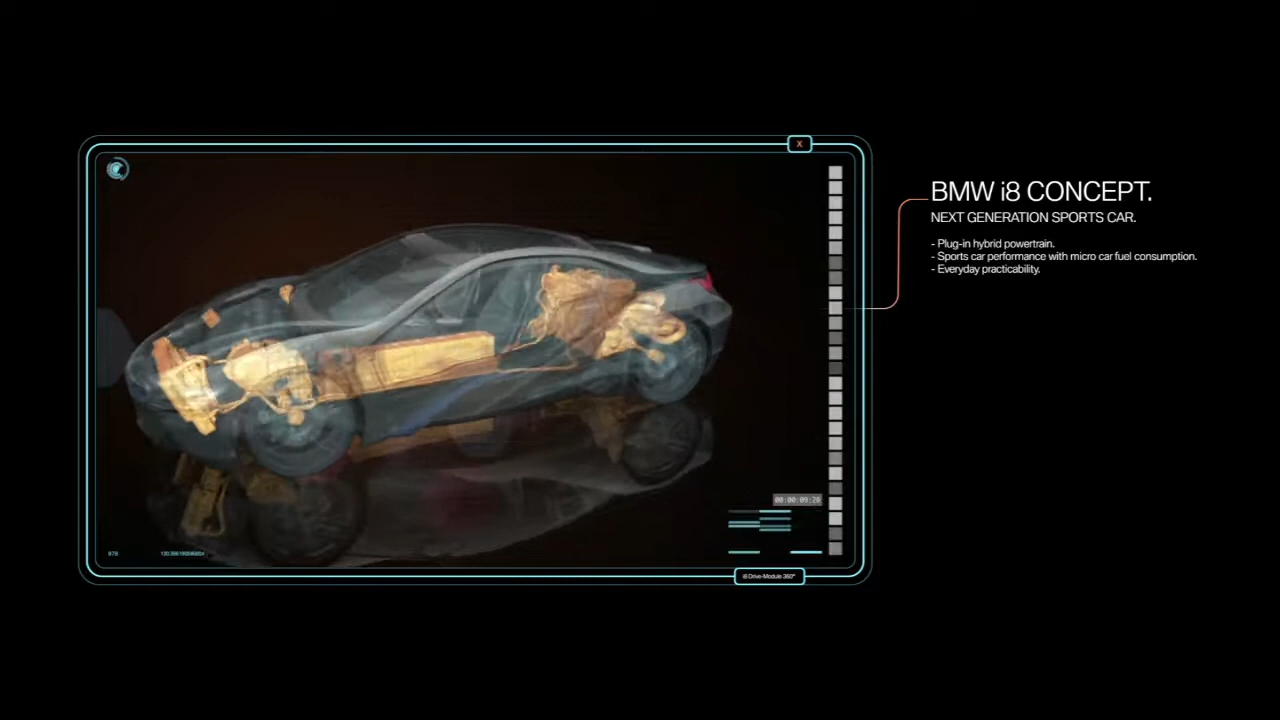 X
BMW i8 CONCEPT.
NEXT GENERATION SPORTS CAR.
- Plug-in hybrid powertrain.
- Sports car performance with micro car fuel consumption.
- Everyday practicability.
00:00:09:20
i8 Drive-Module 360°